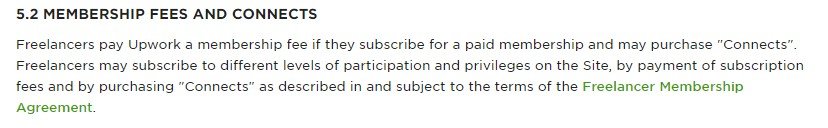 5.2 MEMBERSHIP FEES AND CONNECTS
Freelancers pay Upwork a membership fee if they subscribe for a paid membership and may purchase "Connects".
Freelancers may subscribe to different levels of participation and privileges on the Site, by payment of subscription
fees and by purchasing "Connects" as described in and subject to the terms of the Freelancer Membership
Agreement.